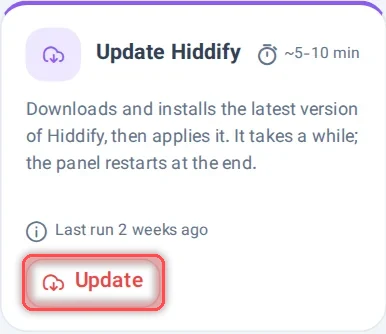 Update Hiddify ~5-10 min
Downloads and installs the latest version
of Hiddify, then applies it. It takes a while;
the panel restarts at the end.
Last run 2 weeks ago
Update